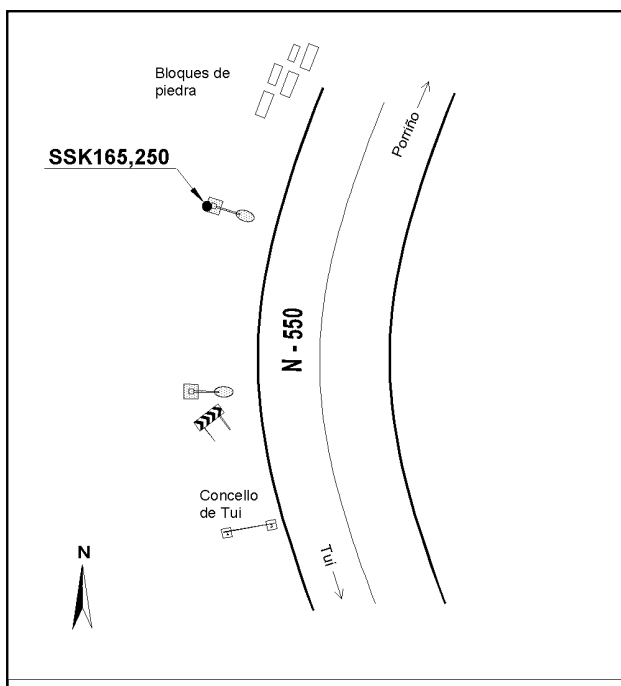 Bloques de
piedra
Porriño
SSK165,250
N - 550
Concello
de Tui
Tui
N